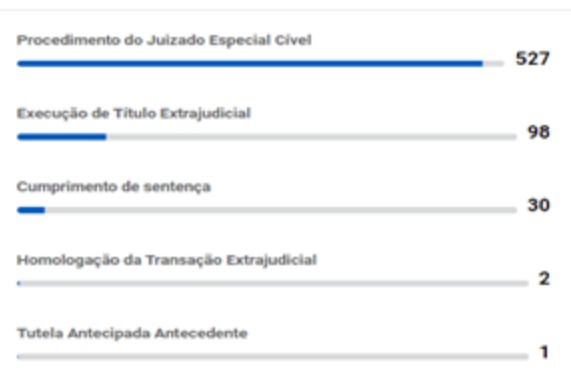 Procedimento do Juizado Especial Cível
527
Execução de Título Extrajudicial
98
Cumprimento de sentença
30
Homologação da Transação Extrajudicial
2
Tutela Antecipada Antecedente
1